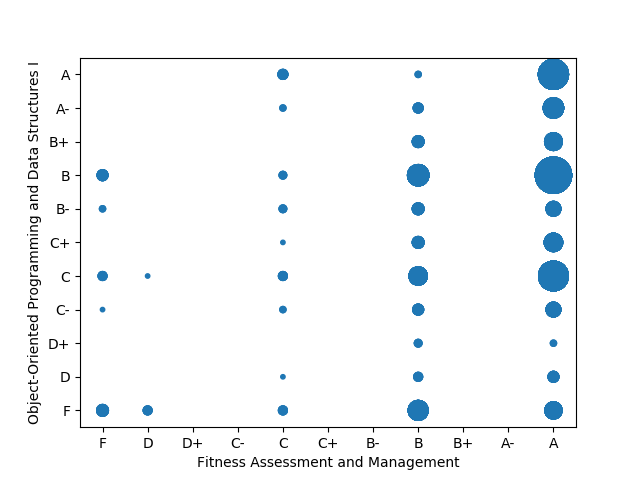 Object-Oriented Programming and Data Structures I
A
A-
B+
B
B-
C+
C
C-
D+
D
F
F D D+ C- C C+ B- B B+ A- A
Fitness Assessment and Management